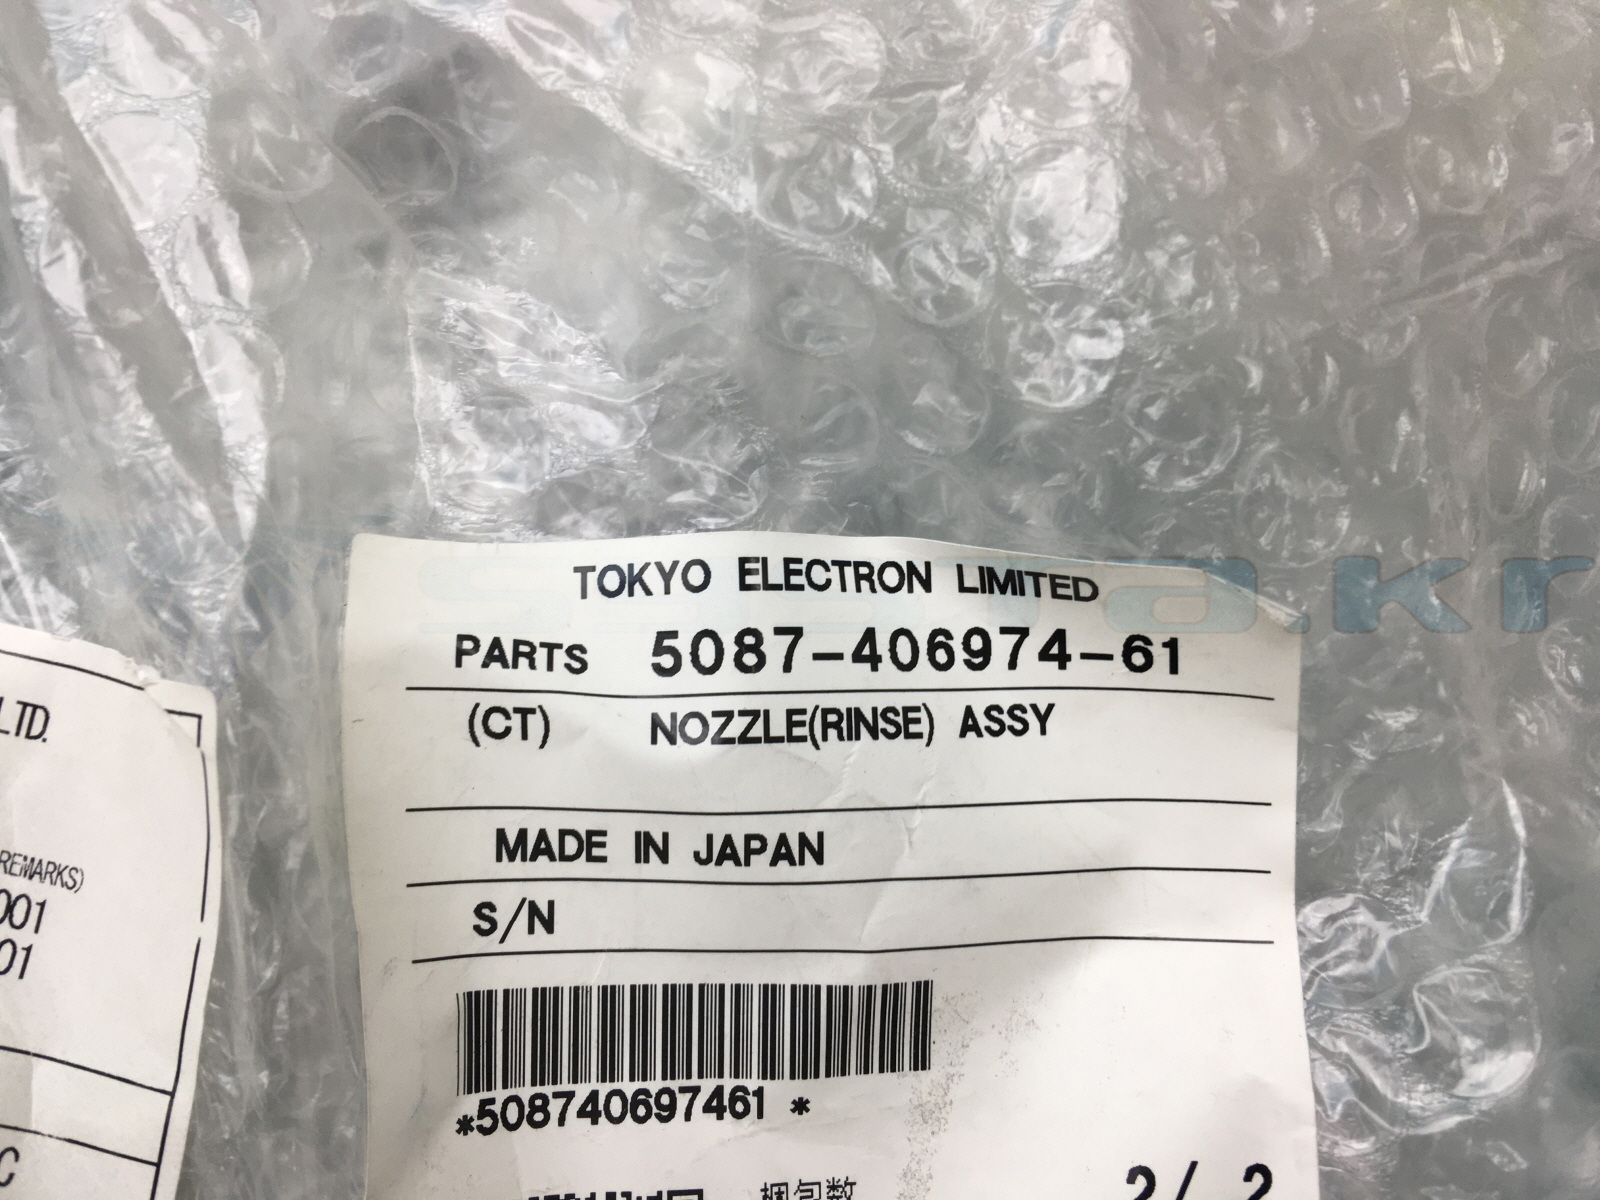 TOKYO ELECTRON LIMITED
PARTS 5087-406974-61
(CT) NOZZLE(RINSE) ASSY
MADE IN JAPAN
S/N
*508740697461 *
梱包数
2/ 2
LTD.
REMARKS)
001
01
C
a.kr